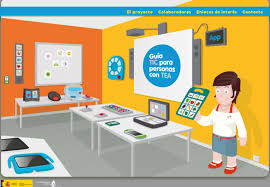 El proyecto Colaboradores Enlaces de interés Contacto
App
Guía
TIC para
personas
con TEA